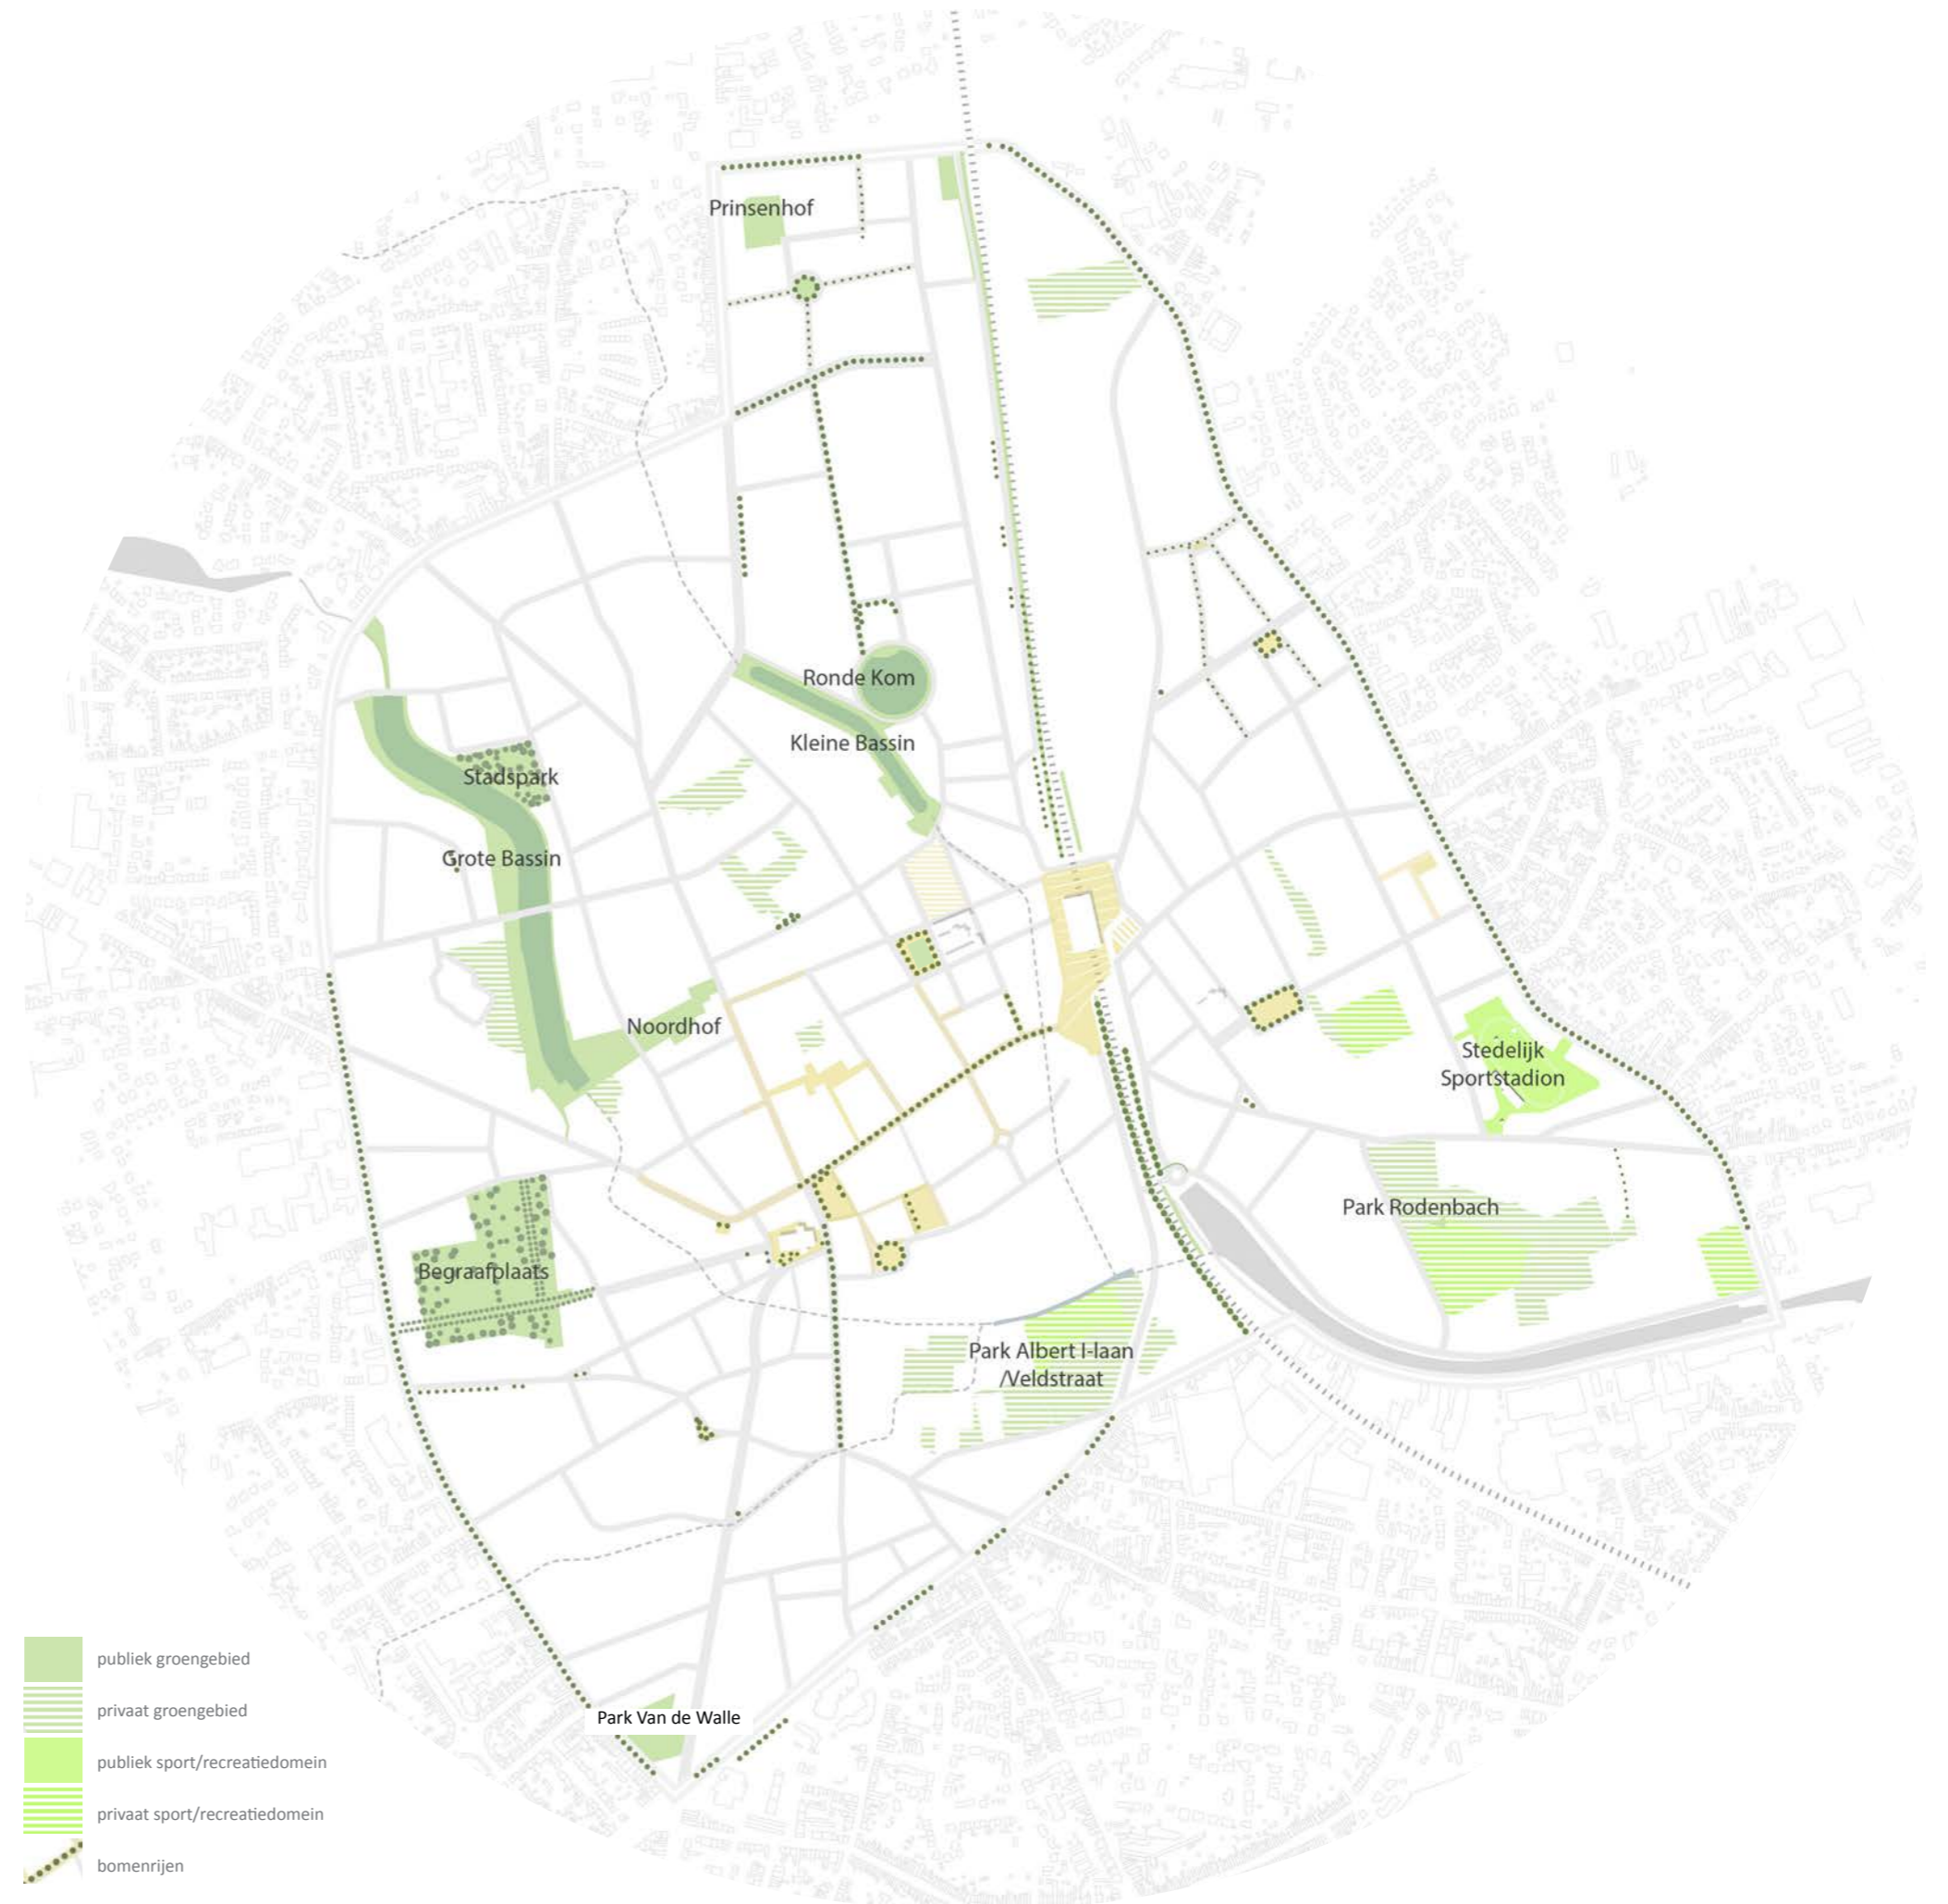 Prinsenhof
Ronde Kom
Kleine Bassin
Stadspark
Grote Bassin
Noordhof
Stedelijk
Sportstadion
Park Rodenbach
Begraafplaats
Park Albert I-laan
/Veldstraat
Park Van de Walle
publiek groengebied
privaat groengebied
publiek sport/recreatiedomein
privaat sport/recreatiedomein
bomenrijen